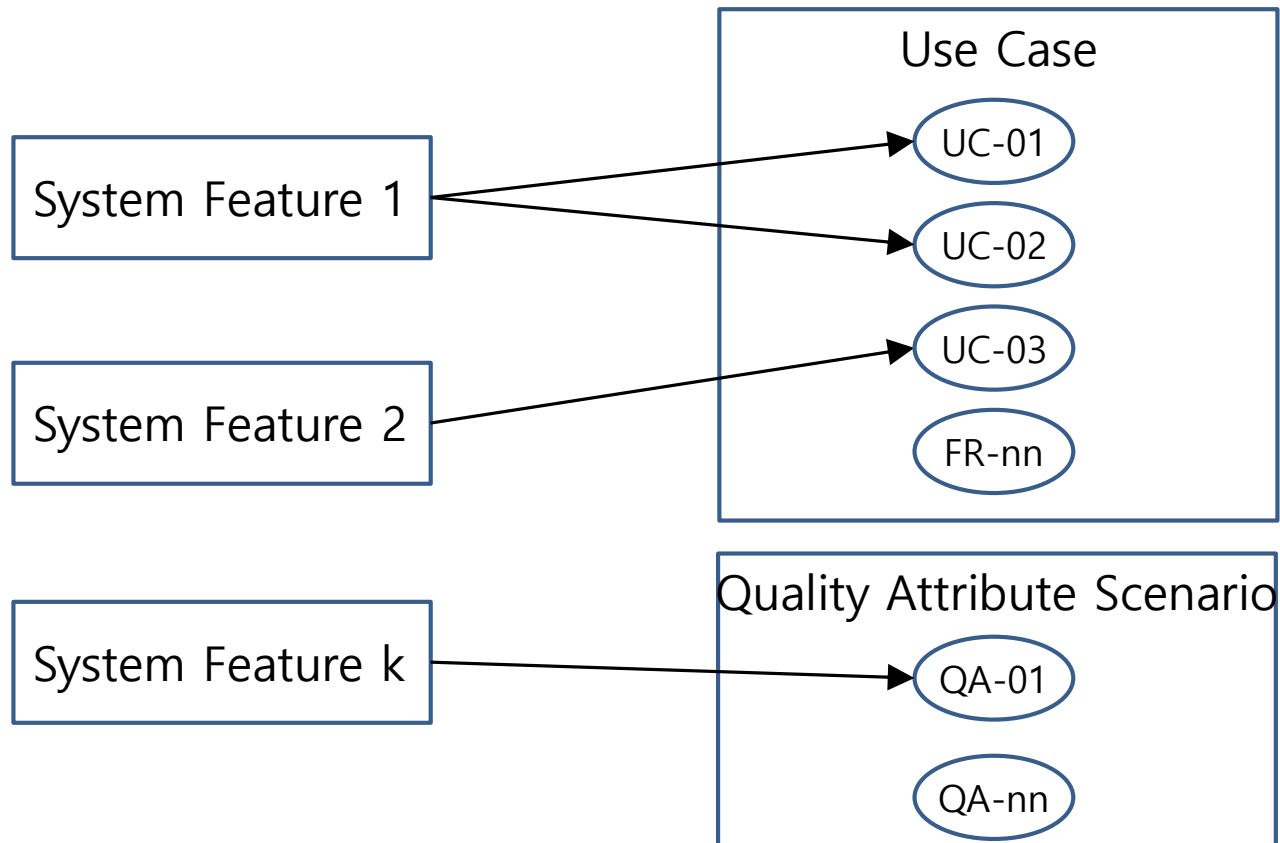 Use Case
UC-01
System Feature 1
UC-02
UC-03
System Feature 2
FR-nn
Quality Attribute Scenario
System Feature k
QA-01
QA-nn